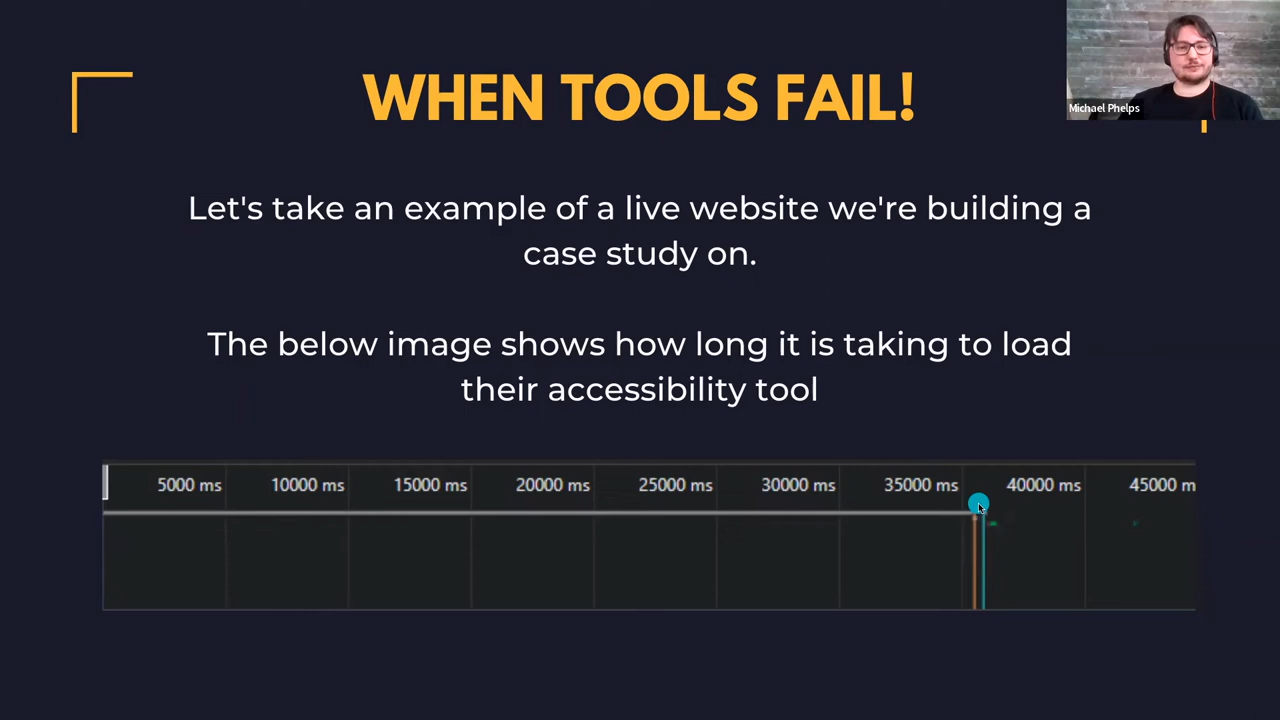 WHEN TOOLS FAIL!
Michael Phelps
Let's take an example of a live website we're building a
case study on.
The below image shows how long it is taking to load
their accessibility tool
5000 ms 10000 ms 15000 ms 20000 ms 25000 ms 30000 ms 35000 ms 40000 ms 45000 m